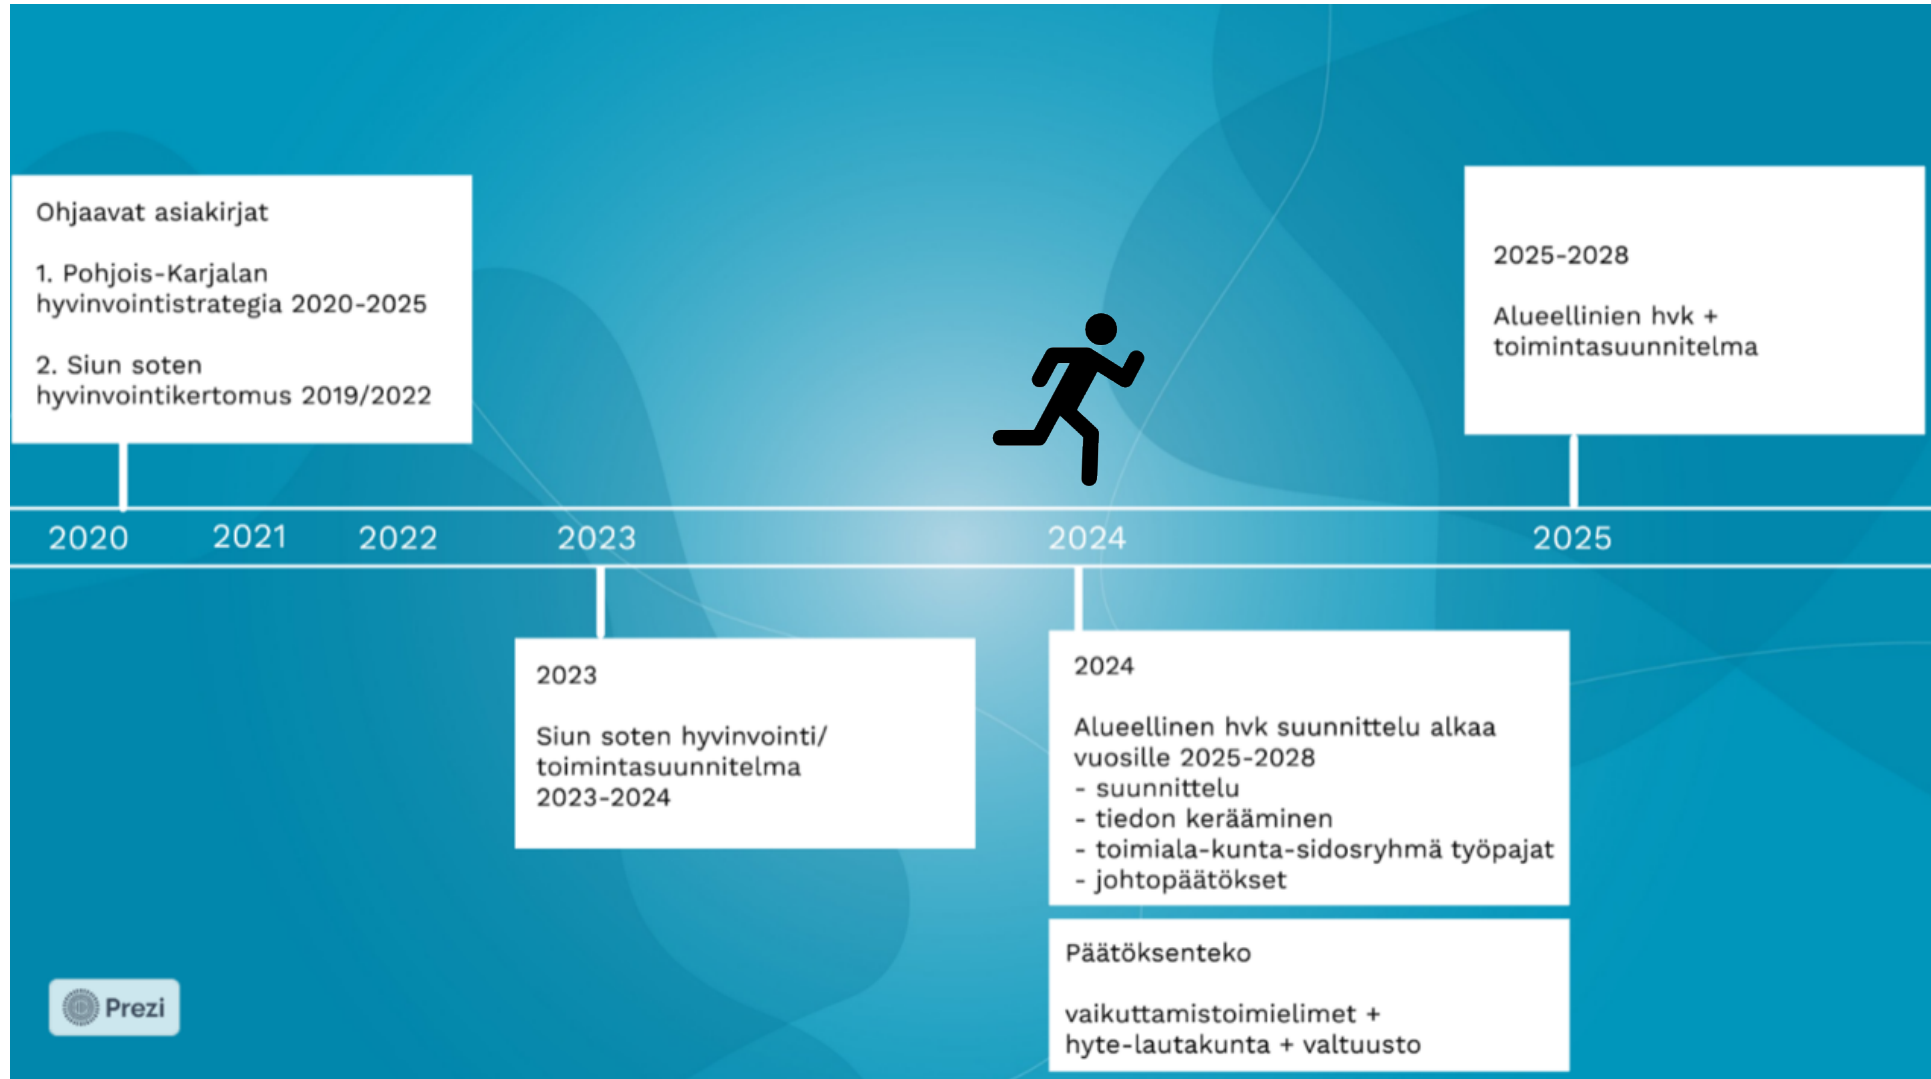 Ohjaavat asiakirjat
1. Pohjois-Karjalan
hyvinvointistrategia 2020-2025
2. Siun soten
hyvinvointikertomus 2019/2022
2025-2028
Alueellinien hvk +
toimintasuunnitelma
2020
2021
2022
2023
2024
2025
2023
Siun soten hyvinvointi/
toimintasuunnitelma
2023-2024
2024
Alueellinen hvk suunnittelu alkaa
vuosille 2025-2028
- suunnittelu
- tiedon kerääminen
- toimiala-kunta-sidosryhmä työpajat
- johtopäätökset
Päätöksenteko
vaikuttamistoimielimet +
hyte-lautakunta + valtuusto
Prezi